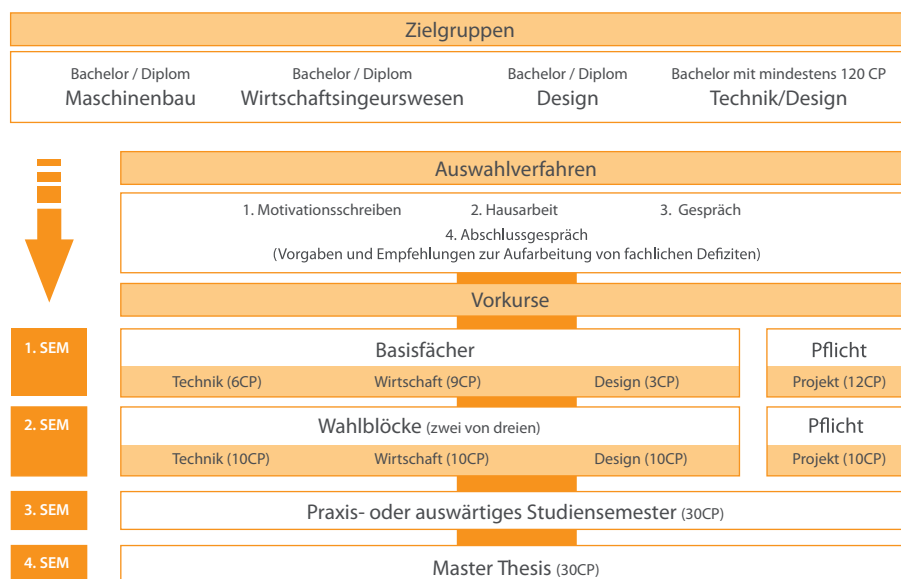 Zielgruppen
Bachelor / Diplom Bachelor / Diplom Bachelor / Diplom Bachelor mit mindestens 120 CP
Maschinenbau Wirtschaftsingeurswesen Design Technik/Design
Auswahlverfahren
1. Motivationsschreiben 2. Hausarbeit 3. Gespräch
4. Abschlussgespräch
(Vorgaben und Empfehlungen zur Aufarbeitung von fachlichen Defiziten)
Vorkurse
1. SEM Basisfächer Pflicht
Technik (6CP) Wirtschaft (9CP) Design (3CP) Projekt (12CP)
2. SEM Wahlblöcke (zwei von dreien) Pflicht
Technik (10CP) Wirtschaft (10CP) Design (10CP) Projekt (10CP)
3. SEM Praxis- oder auswärtiges Studiensemester (30CP)
4. SEM Master Thesis (30CP)